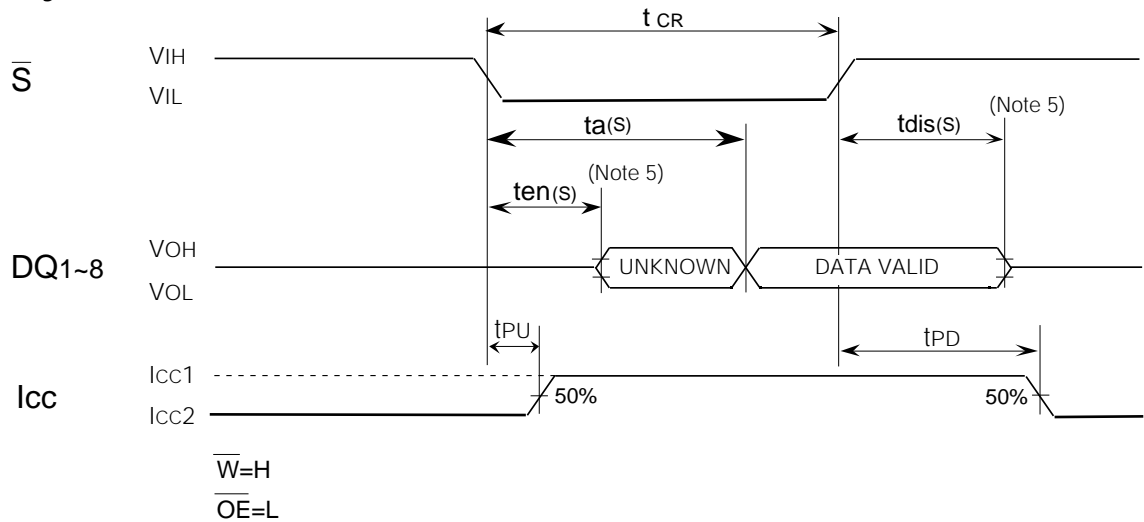 t CR
S
VIH
VIL
ta(S)
tdis(S)
(Note 5)
ten(S)
(Note 5)
DQ1~8
VOH
VOL
UNKNOWN
DATA VALID
tPU
tPD
Icc
Icc1
Icc2
50%
50%
W=H
OE=L